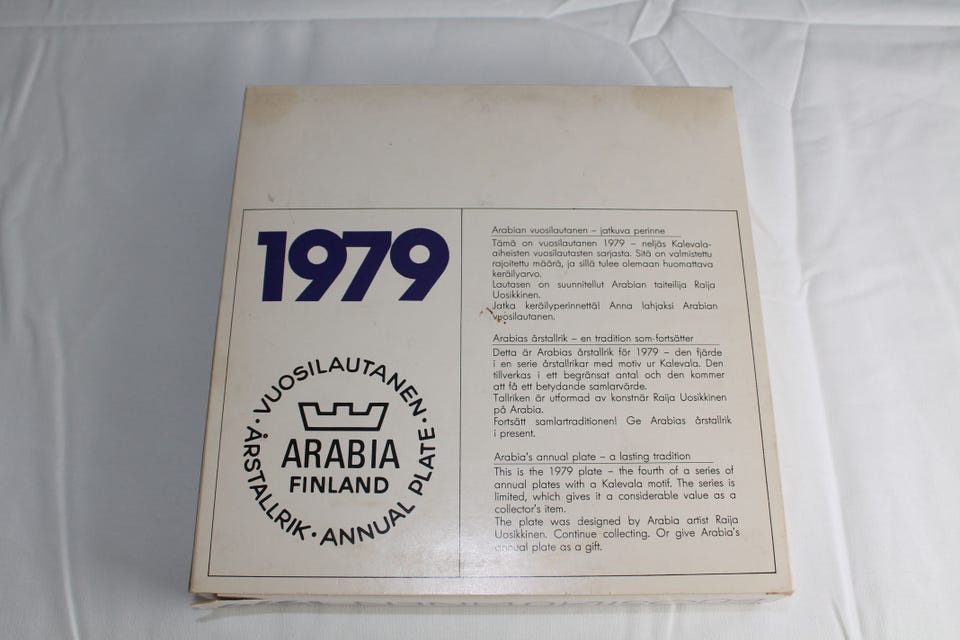 1979
VUOSILAUTANEN · ANNUAL PLATE · ÅRSTALLRIK ·
ARABIA
FINLAND
Arabian vuosilautanen – jatkuva perinne
Tämä on vuosilautanen 1979 – neljäs Kalevala-
aiheisten vuosilautasten sarjasta. Sitä on valmistettu
rajoitettu määrä, ja sillä tulee olemaan huomattava
keräilyarvo.
Lautasen on suunnitellut Arabian taiteilija Raija
Uosikkinen.
Jatka keräilyperinnettä! Anna lahjaksi Arabian
vuosilautanen.
Arabias årstallrik – en tradition som fortsätter
Detta är Arabias årstallrik för 1979 – den fjärde
i en serie årstallrikar med motiv ur Kalevala. Den
tillverkas i ett begränsat antal och den kommer
att få ett betydande samlarvärde.
Tallriken är utformad av konstnär Raija Uosikkinen
på Arabia.
Fortsätt samlartraditionen! Ge Arabias årstallrik
i present.
Arabia's annual plate – a lasting tradition
This is the 1979 plate – the fourth of a series of
annual plates with a Kalevala motif. The series is
limited, which gives it a considerable value as a
collector's item.
The plate was designed by Arabia artist Raija
Uosikkinen. Continue collecting. Or give Arabia's
annual plate as a gift.